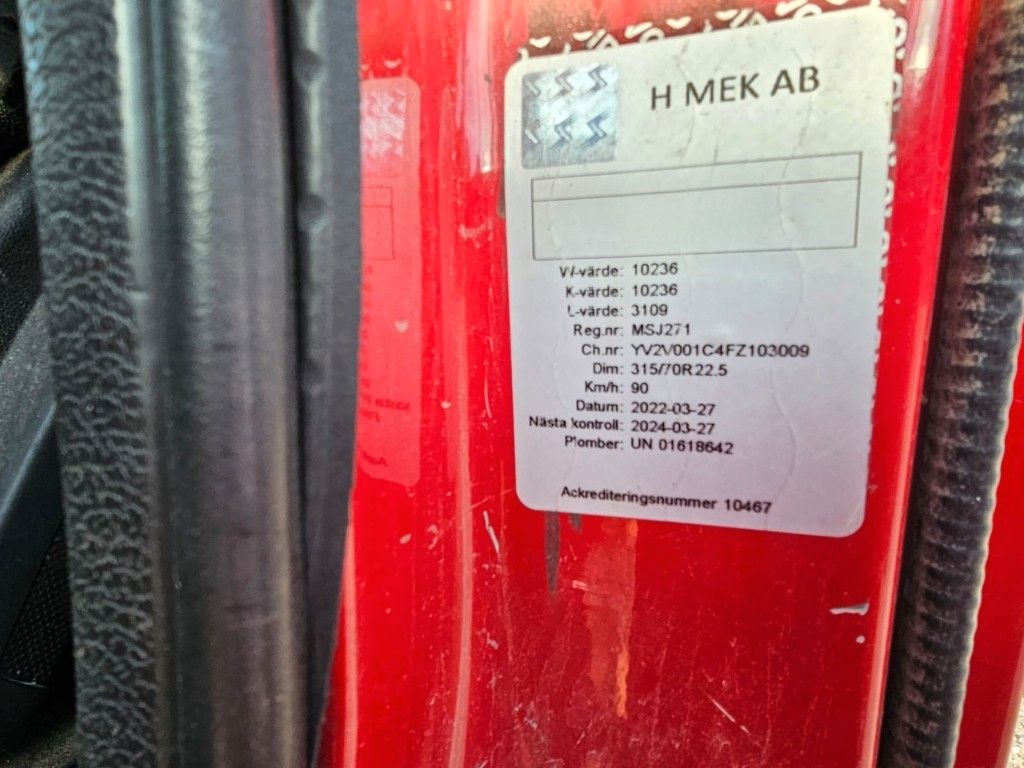 H MEK AB
W-värde: 10236
K-värde: 10236
L-värde: 3109
Reg.nr: MSJ271
Ch.nr: YV2V001C4FZ103009
Dim: 315/70R22.5
Km/h: 90
Datum: 2022-03-27
Nästa kontroll: 2024-03-27
Plomber: UN 01618642
Ackrediteringsnummer 10467